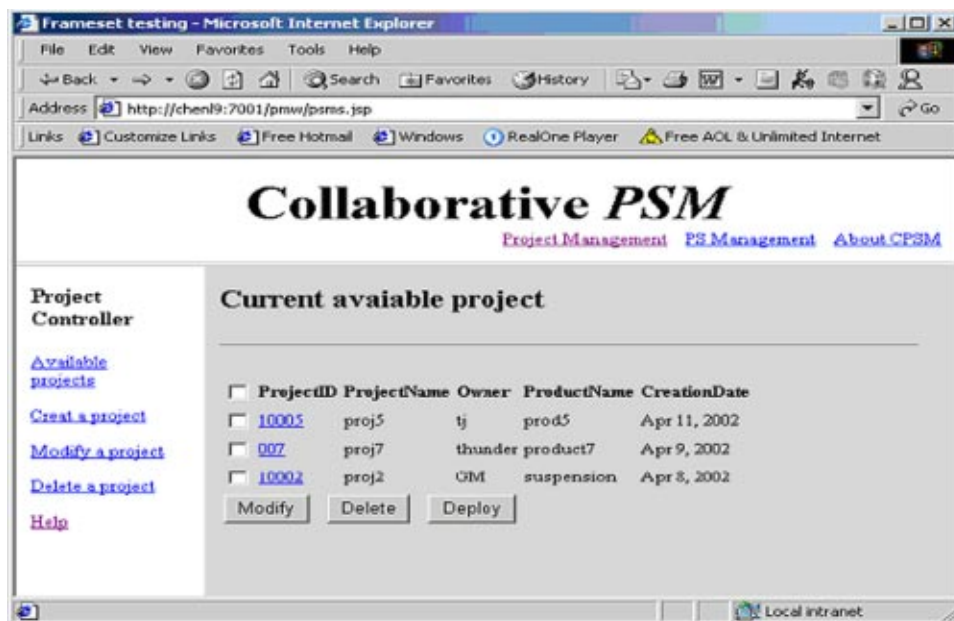 Frameset testing - Microsoft Internet Explorer
File Edit View Favorites Tools Help
Back Search Favorites History
Address http://chenl9:7001/pmw/psms.jsp Go
Links Customize Links Free Hotmail Windows RealOne Player Free AOL & Unlimited Internet
Collaborative PSM
Project Management PS Management About CPSM
Project Controller
Available projects
Creat a project
Modify a project
Delete a project
Help
Current avaiable project
ProjectID ProjectName Owner ProductName CreationDate
10005 proj5 tj prod5 Apr 11, 2002
007 proj7 thunder product7 Apr 9, 2002
10002 proj2 GM suspension Apr 8, 2002
Modify Delete Deploy
Local intranet